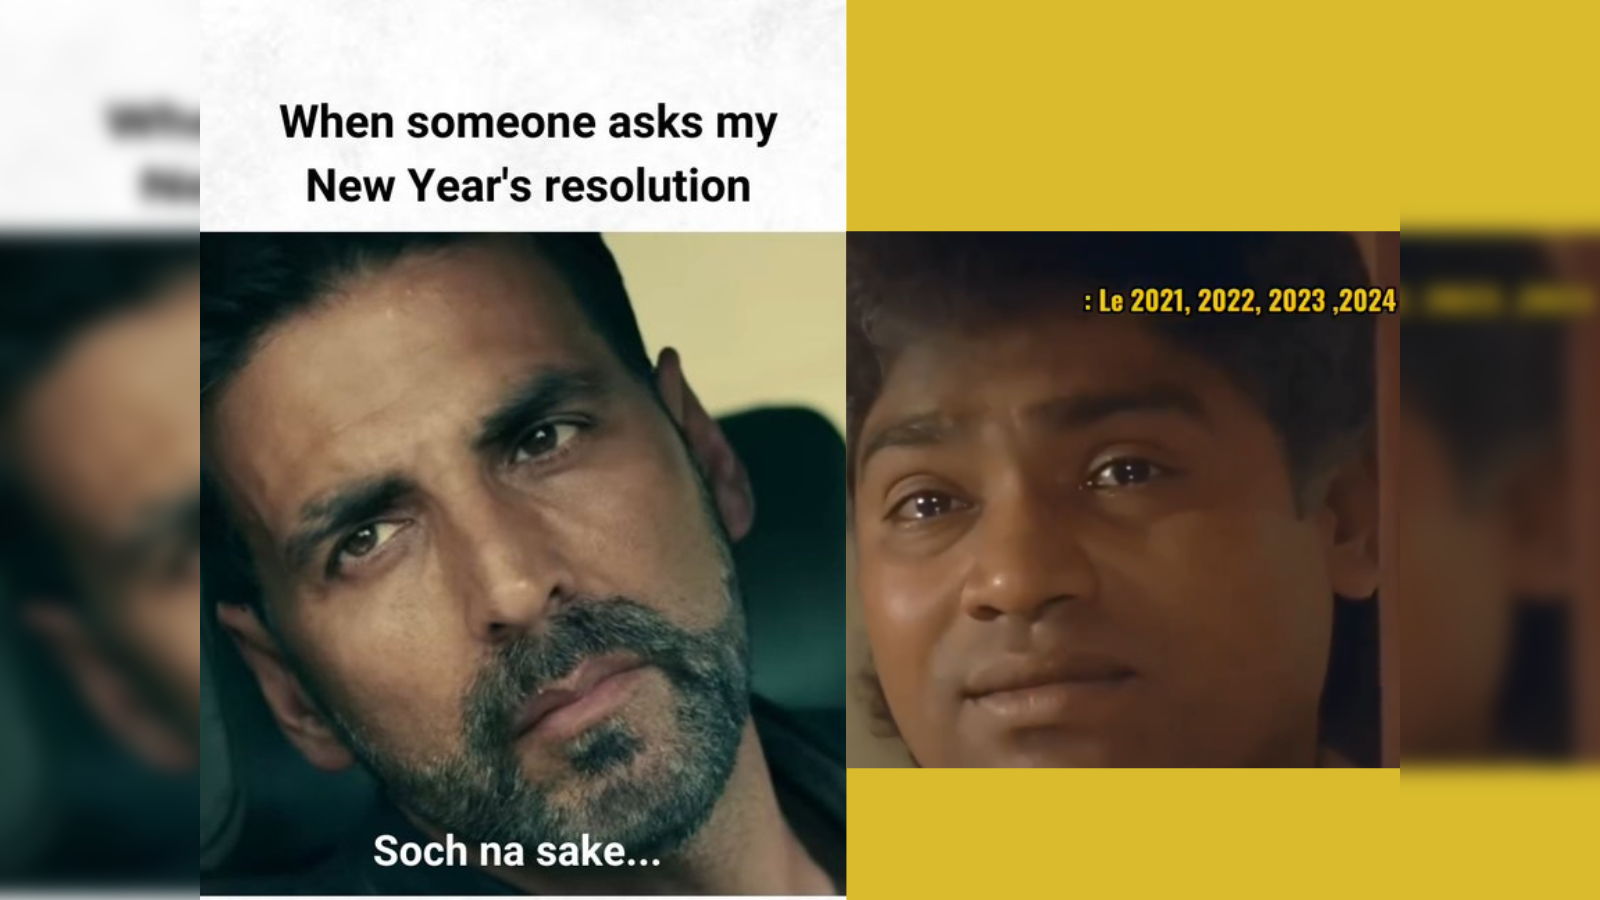 When someone asks my
New Year's resolution
Soch na sake...
: Le 2021, 2022, 2023 ,2024